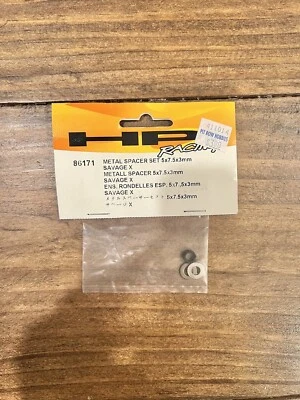 HPI
RACING
86171
METAL SPACER SET 5x7.5x3mm
SAVAGE X
METALL SPACER 5x7.5x3mm
SAVAGE X
ENS. RONDELLES ESP. 5x7.5x3mm
SAVAGE X
メタルスペーサーセット 5x7.5x3mm
サベージ X